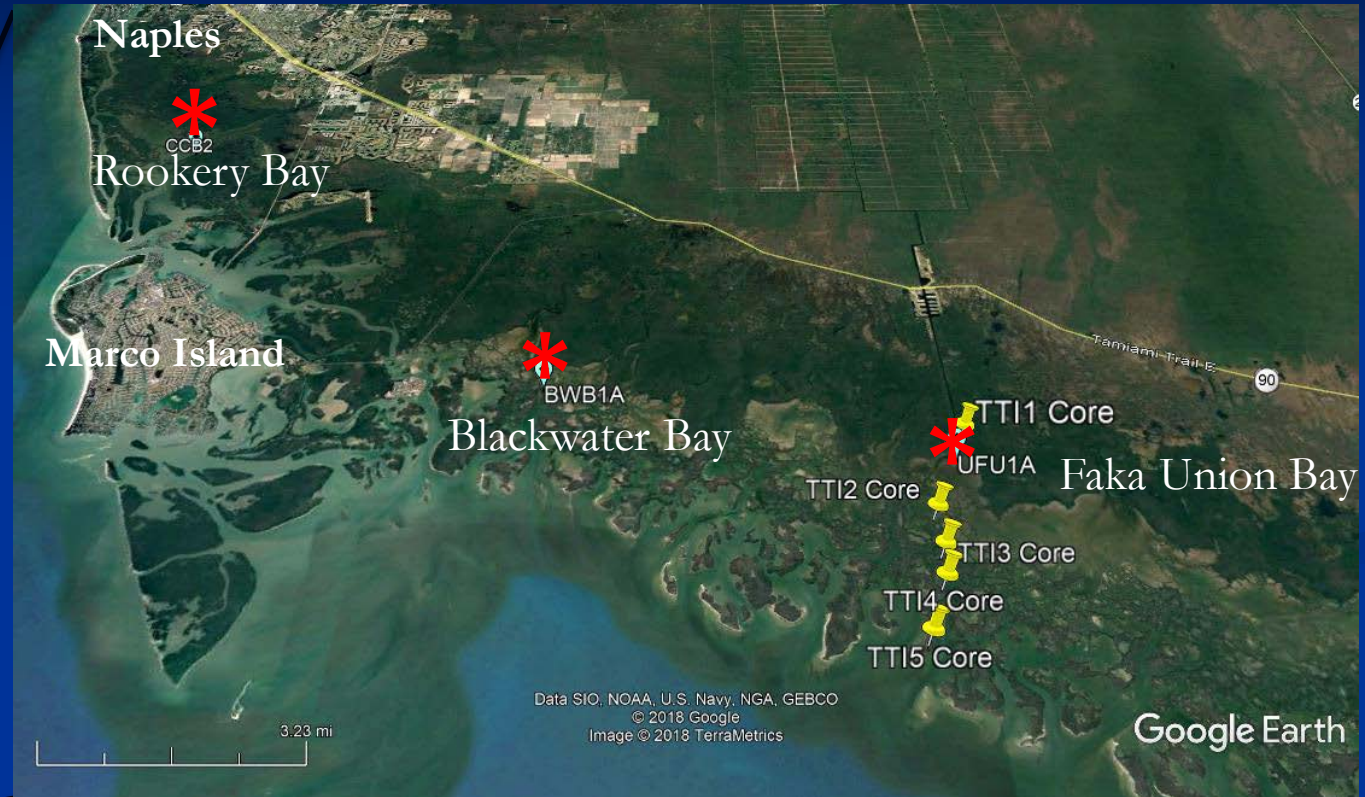 Naples
CCB2
Rookery Bay
Marco Island
BWB1A
Blackwater Bay
Tamiami Trail E
90
TTI1 Core
UFU1A
Faka Union Bay
TTI2 Core
TTI3 Core
TTI4 Core
TTI5 Core
Data SIO, NOAA, U.S. Navy, NGA, GEBCO
© 2018 Google
Image © 2018 TerraMetrics
3.23 mi
Google Earth